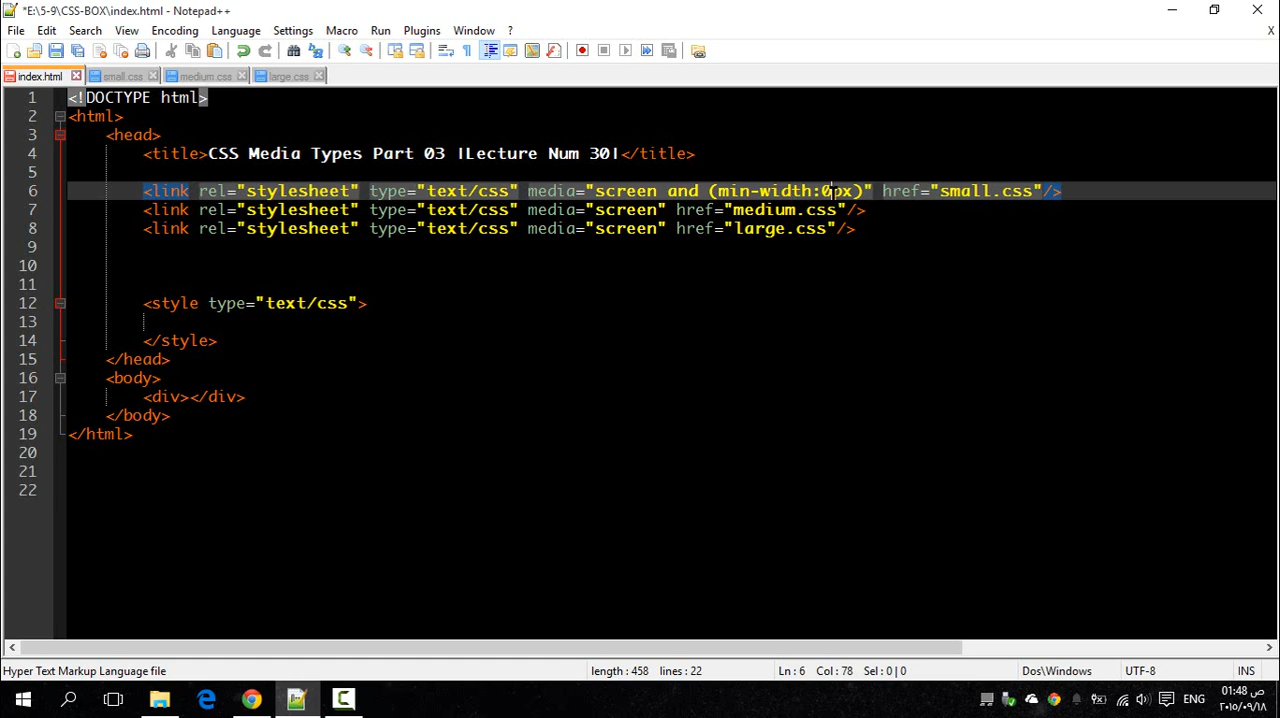 *E:\5-9\CSS-BOX\index.html - Notepad++
File Edit Search View Encoding Language Settings Macro Run Plugins Window ? X
index.html small.css medium.css large.css
1 <!DOCTYPE html>
2 <html>
3 <head>
4 <title>CSS Media Types Part 03 |Lecture Num 30|</title>
5
6 <link rel="stylesheet" type="text/css" media="screen and (min-width:0px)" href="small.css"/>
7 <link rel="stylesheet" type="text/css" media="screen" href="medium.css"/>
8 <link rel="stylesheet" type="text/css" media="screen" href="large.css"/>
9
10
11
12 <style type="text/css">
13
14 </style>
15 </head>
16 <body>
17 <div></div>
18 </body>
19 </html>
20
21
22
Hyper Text Markup Language file length : 458 lines : 22 Ln : 6 Col : 78 Sel : 0 | 0 Dos\Windows UTF-8 INS
ENG 01:48 ص
٢٠١٥/٠٩/١٨